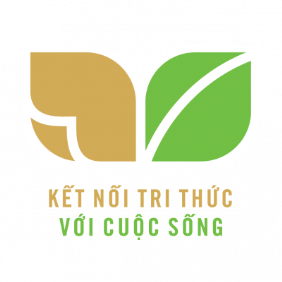 KẾT NỐI TRI THỨC
VỚI CUỘC SỐNG